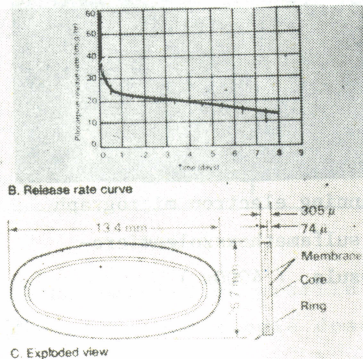 60
50
40
30
20
10
0
0 1 2 3 4 5 6 7 8 9
Time (days)
B. Release rate curve
13.4 mm
5.7 mm
305 μ
74 μ
Membrane
Core
Ring
C. Exploded view